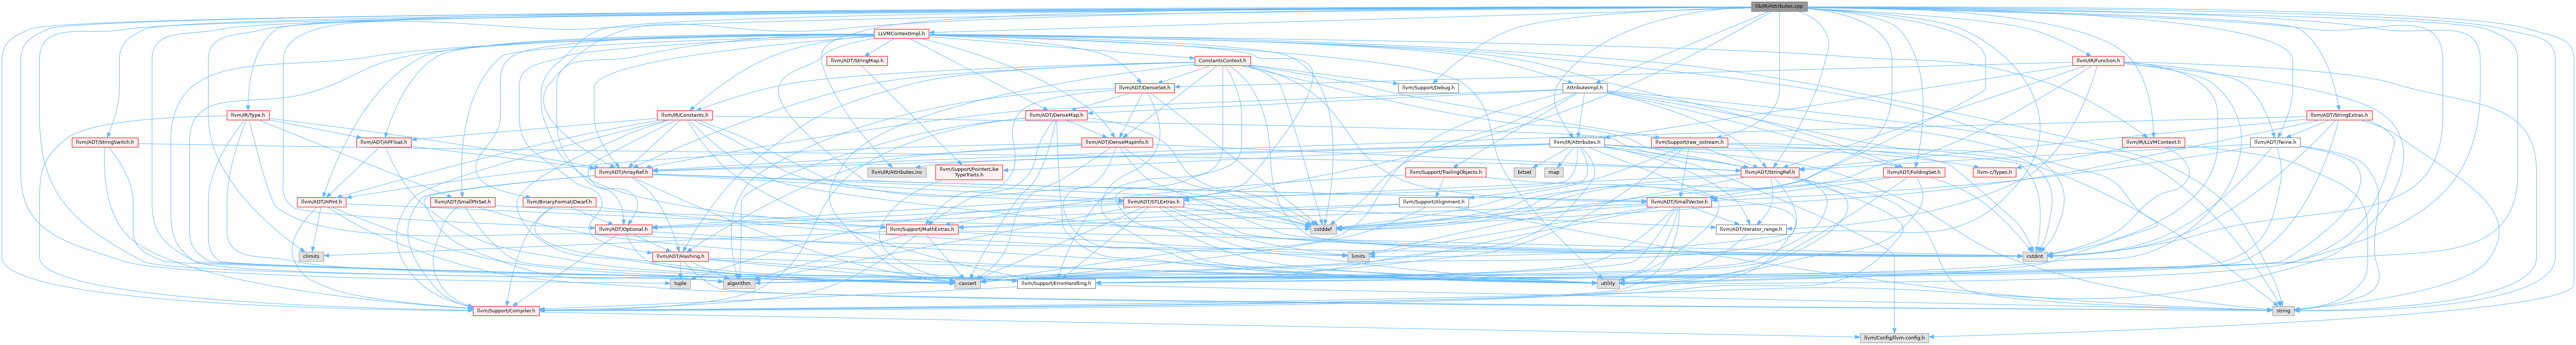 lib/IR/Attributes.cpp
LLVMContextImpl.h
llvm/ADT/StringMap.h
ConstantsContext.h
llvm/IR/Function.h
llvm/ADT/DenseSet.h
llvm/Support/Debug.h
AttributeImpl.h
llvm/IR/Type.h
llvm/IR/Constants.h
llvm/ADT/DenseMap.h
llvm/ADT/StringExtras.h
llvm/ADT/StringSwitch.h
llvm/ADT/APFloat.h
llvm/ADT/DenseMapInfo.h
llvm/IR/Attributes.h
llvm/Support/raw_ostream.h
llvm/IR/LLVMContext.h
llvm/ADT/Twine.h
llvm/ADT/ArrayRef.h
llvm/IR/Attributes.inc
llvm/Support/PointerLike
TypeTraits.h
llvm/Support/TrailingObjects.h
bitset
map
llvm/ADT/StringRef.h
llvm/ADT/FoldingSet.h
llvm-c/Types.h
llvm/ADT/APInt.h
llvm/ADT/SmallPtrSet.h
llvm/BinaryFormat/Dwarf.h
llvm/ADT/STLExtras.h
llvm/Support/Alignment.h
llvm/ADT/SmallVector.h
llvm/ADT/Optional.h
llvm/Support/MathExtras.h
cstddef
llvm/ADT/iterator_range.h
climits
llvm/ADT/Hashing.h
limits
cstdint
tuple
algorithm
cassert
llvm/Support/ErrorHandling.h
utility
llvm/Support/Compiler.h
string
llvm/Config/llvm-config.h